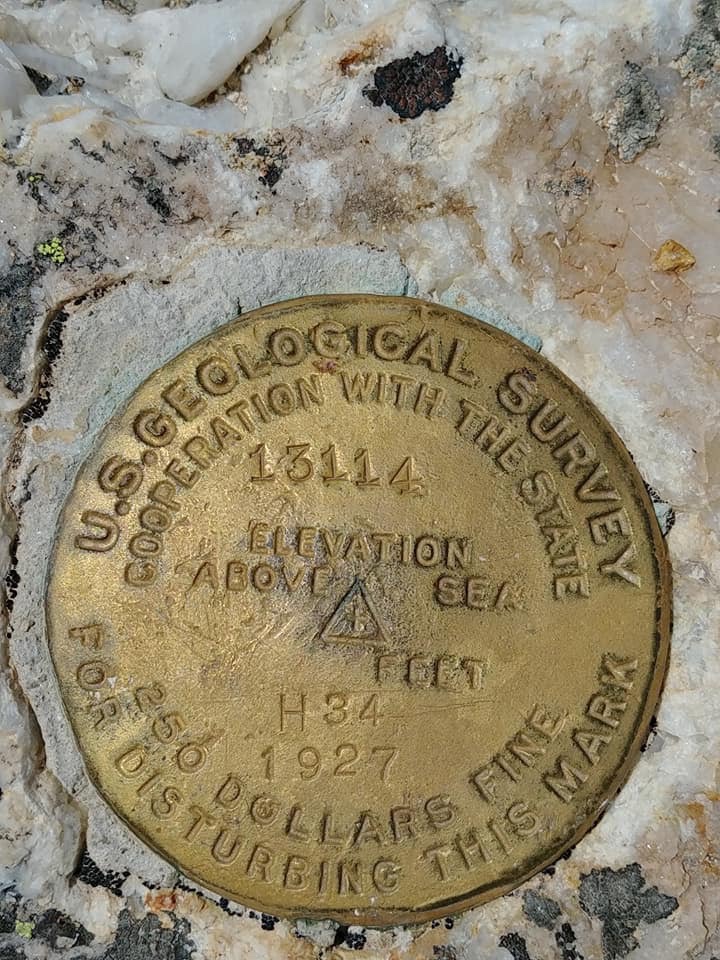 U.S. GEOLOGICAL SURVEY
COOPERATION WITH THE STATE
13114
ELEVATION
ABOVE SEA
FEET
H 34
1927
250 DOLLARS FINE
FOR DISTURBING THIS MARK